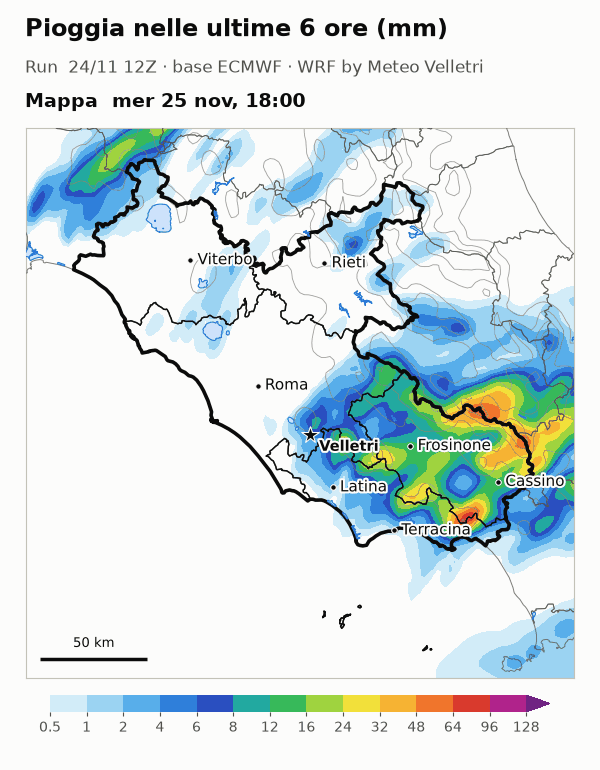 Pioggia nelle ultime 6 ore (mm)
Run  24/11 12Z · base ECMWF · WRF by Meteo Velletri
Mappa  mer 25 nov, 18:00
Viterbo
Rieti
Roma
Velletri
Frosinone
Latina
Cassino
Terracina
50 km
0.5 1 2 4 6 8 12 16 24 32 48 64 96 128